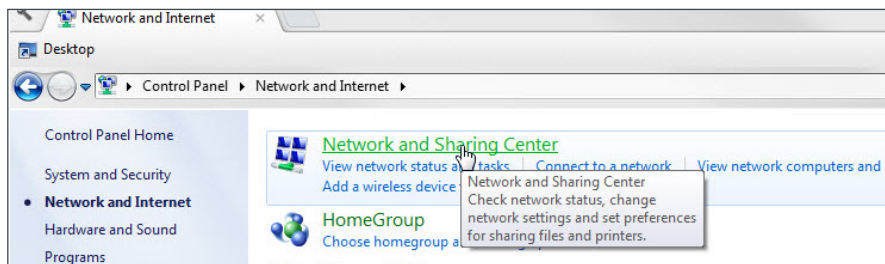 Network and Internet
Desktop
Control Panel Network and Internet
Control Panel Home
System and Security
Network and Internet
Hardware and Sound
Programs
Network and Sharing Center
View network status and tasks Connect to a network View network computers and
Add a wireless device
Network and Sharing Center
Check network status, change
network settings and set preferences
for sharing files and printers.
HomeGroup
Choose homegroup